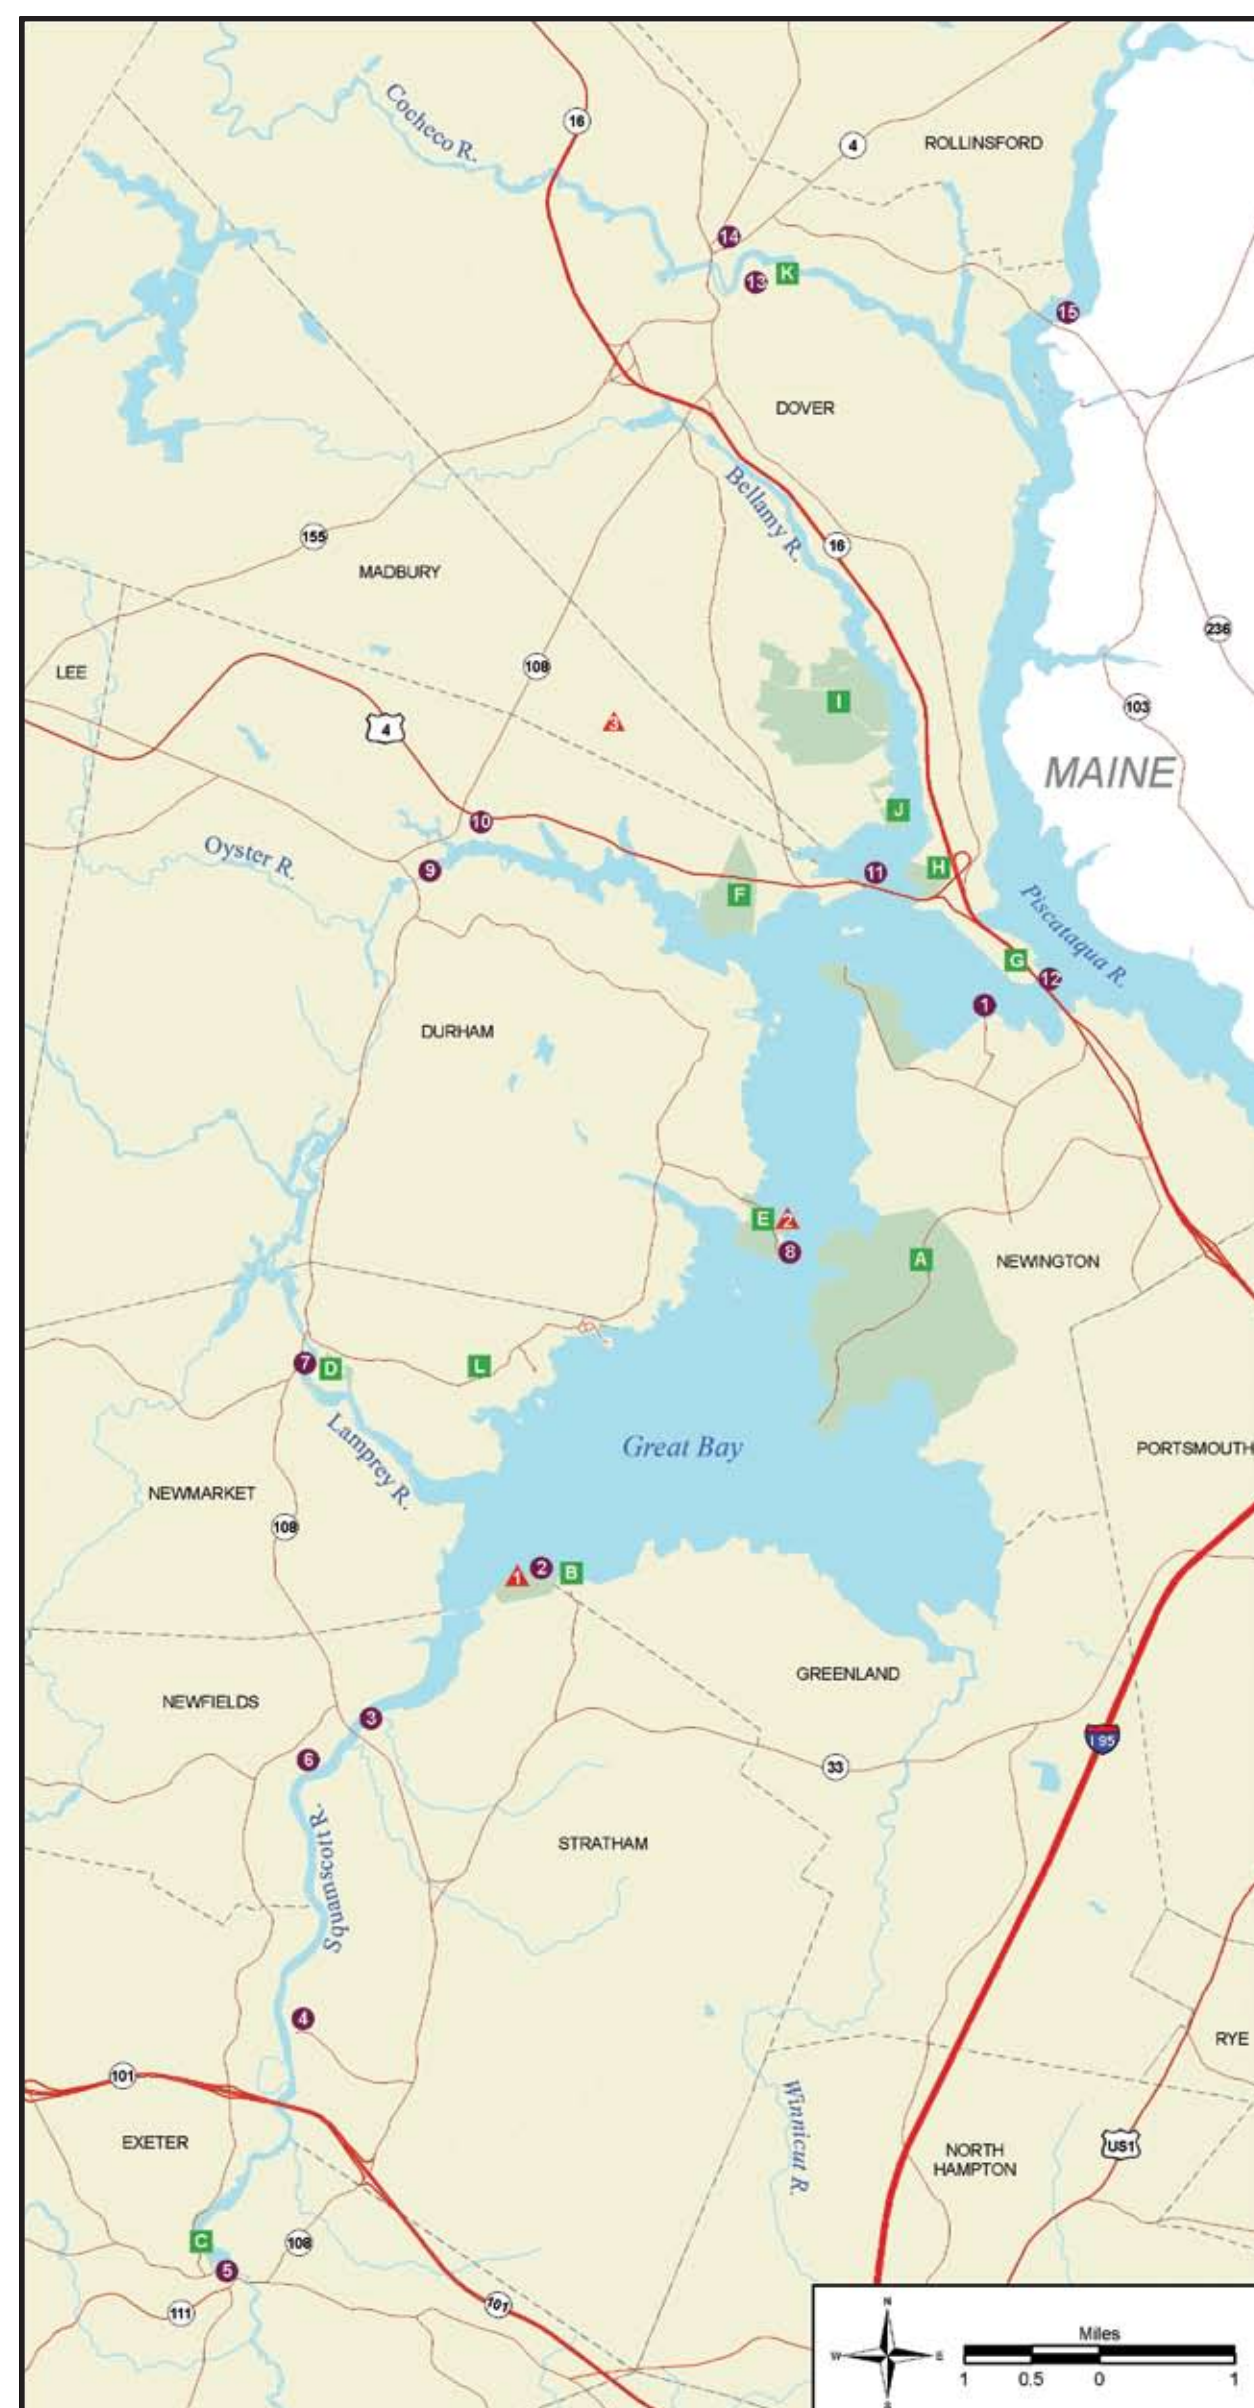 Cocheco R.
16
4
ROLLINSFORD
14
13
K
15
DOVER
Bellamy R.
155
16
MADBURY
236
LEE
108
3
I
103
4
MAINE
J
10
Oyster R.
9
11
H
F
Piscataqua R.
G
12
1
DURHAM
E
2
8
A
NEWINGTON
7
D
L
Lamprey R.
Great Bay
PORTSMOUTH
NEWMARKET
108
1
2
B
GREENLAND
NEWFIELDS
3
6
I 95
33
Squamscott R.
STRATHAM
4
RYE
101
Winnicut R.
EXETER
US1
NORTH
HAMPTON
C
108
5
111
101
N
W
E
S
Miles
1
0.5
0
1